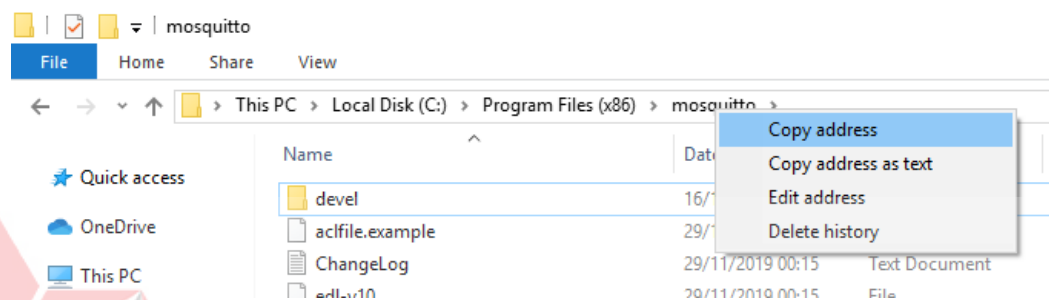 mosquitto
File Home Share View
This PC > Local Disk (C:) > Program Files (x86) > mosquitto >
Copy address
Copy address as text
Edit address
Delete history
Name
Quick access
devel
OneDrive
aclfile.example
This PC
ChangeLog 29/11/2019 00:15 Text Document
edl-v10 29/11/2019 00:15 File